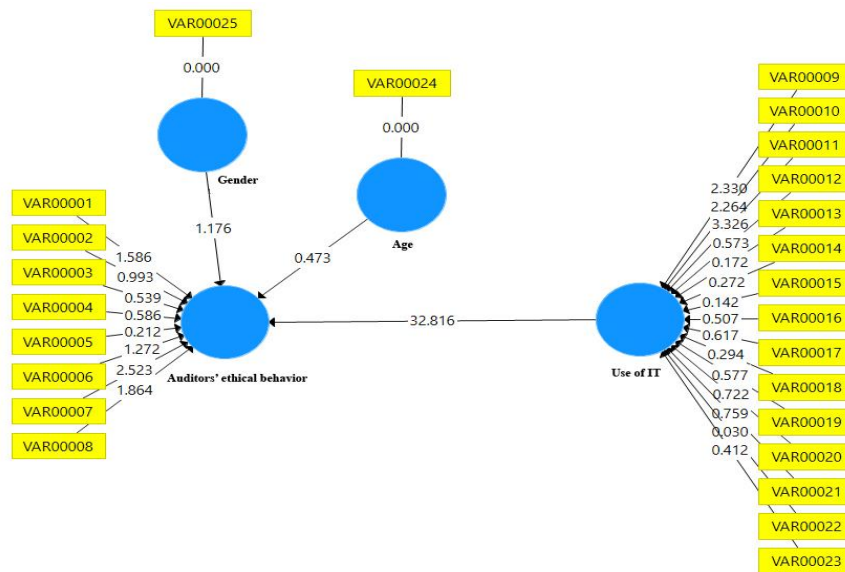 VAR00025
0.000
VAR00024
0.000
Gender
Age
1.176
0.473
VAR00001
VAR00002
VAR00003
VAR00004
VAR00005
VAR00006
VAR00007
VAR00008
1.586
0.993
0.539
0.586
0.212
1.272
2.523
1.864
Auditors' ethical behavior
32.816
Use of IT
2.330
2.264
3.326
0.573
0.172
0.272
0.142
0.507
0.617
0.294
0.577
0.722
0.759
0.030
0.412
VAR00009
VAR00010
VAR00011
VAR00012
VAR00013
VAR00014
VAR00015
VAR00016
VAR00017
VAR00018
VAR00019
VAR00020
VAR00021
VAR00022
VAR00023